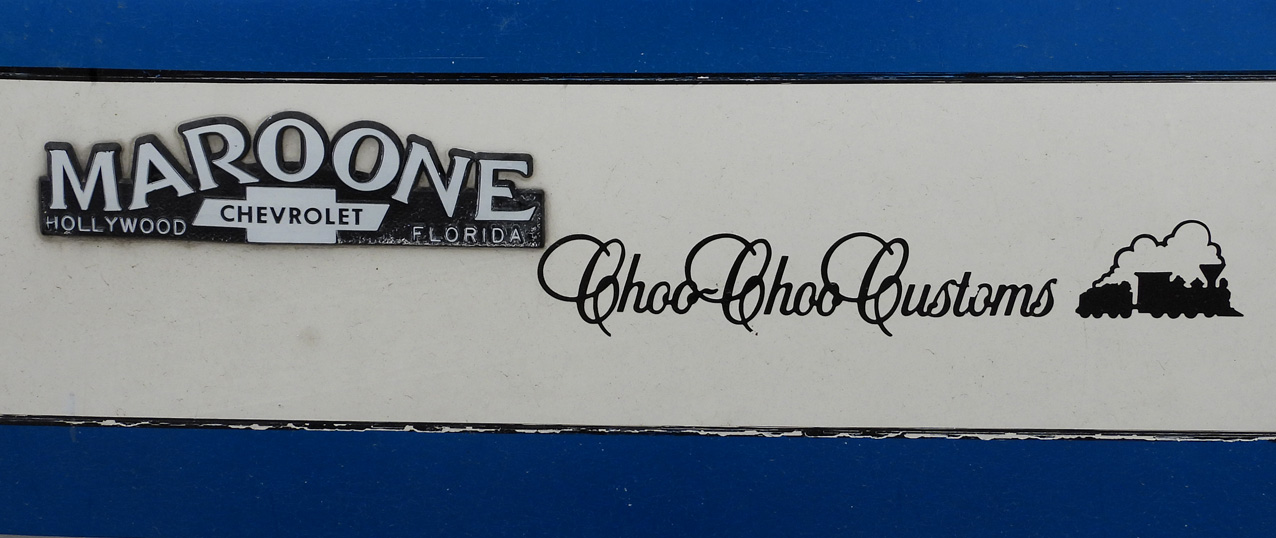 MAROONE
HOLLYWOOD CHEVROLET FLORIDA
Choo-Choo Customs